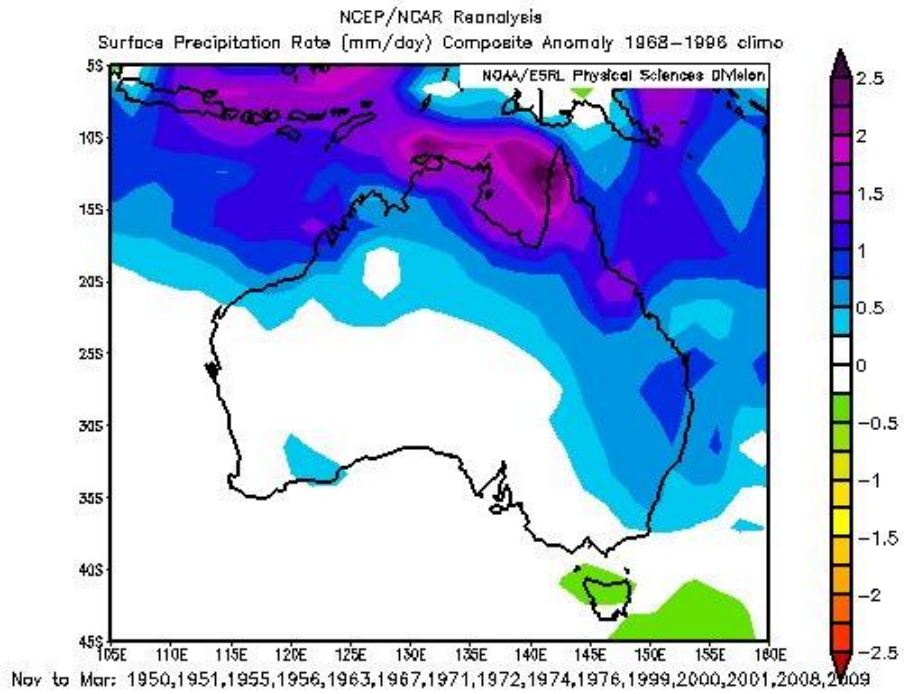 NCEP/NCAR Reanalysis
Surface Precipitation Rate (mm/day) Composite Anomaly 1968-1996 climo
NOAA/ESRL Physical Sciences Division
5S
10S
15S
20S
25S
30S
35S
40S
45S
105E 110E 115E 120E 125E 130E 135E 140E 145E 150E 155E 160E
2.5
2
1.5
1
0.5
0
-0.5
-1
-1.5
-2
-2.5
Nov to Mar: 1950,1951,1955,1956,1963,1967,1971,1972,1974,1976,1999,2000,2001,2008,2009